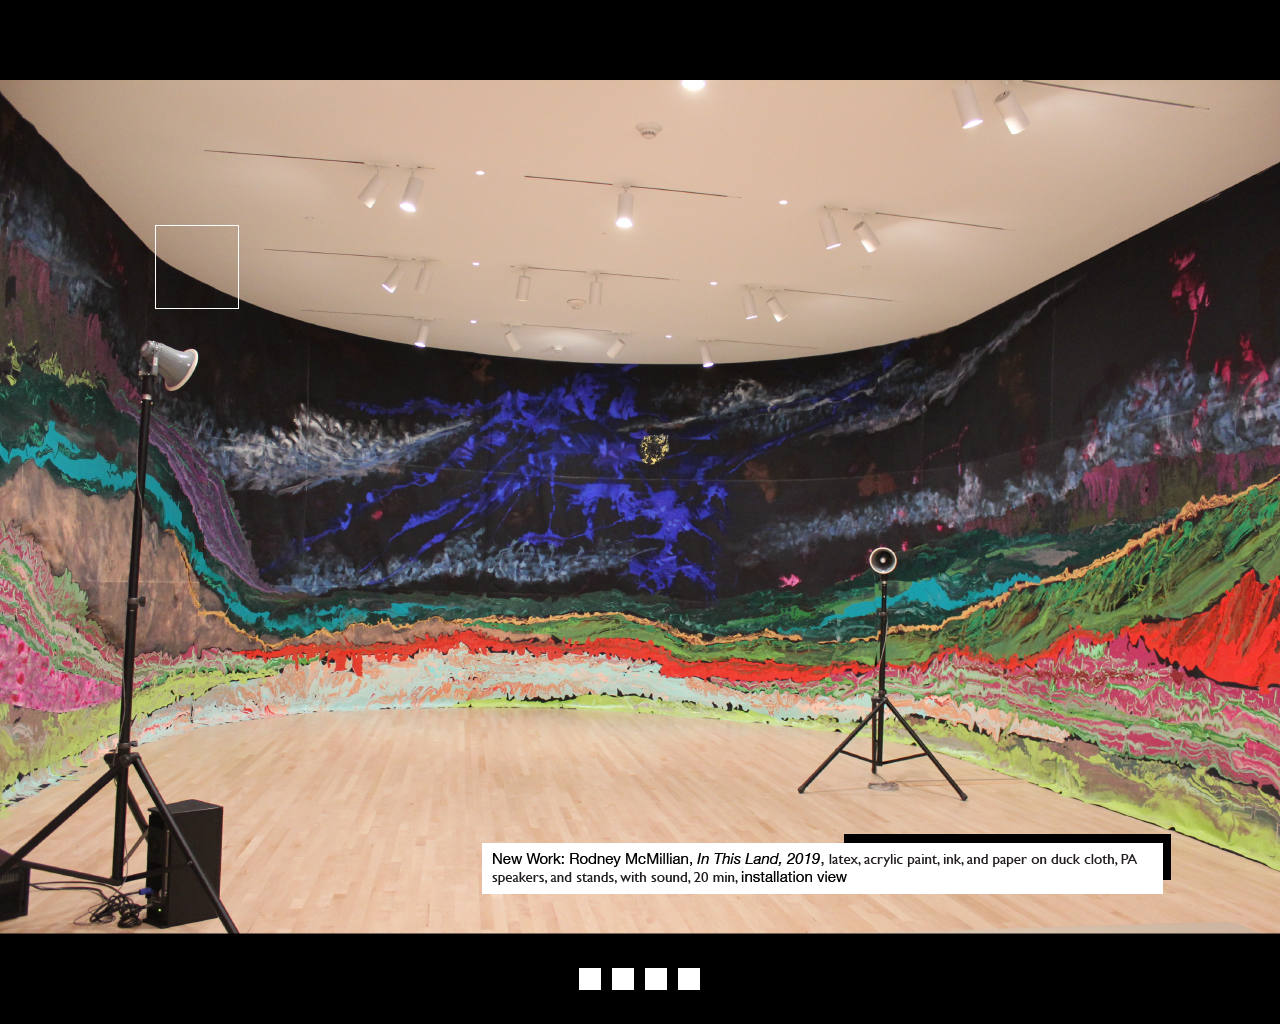 New Work: Rodney McMillian, In This Land, 2019, latex, acrylic paint, ink, and paper on duck cloth, PA
speakers, and stands, with sound, 20 min, installation view